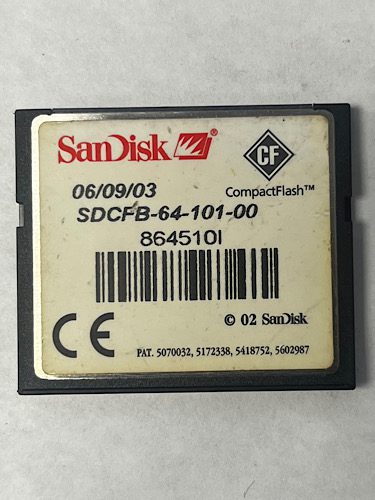 SanDisk®
CF
06/09/03
CompactFlash™
SDCFB-64-101-00
864510I
CE
© 02 SanDisk
PAT. 5070032, 5172338, 5418752, 5602987